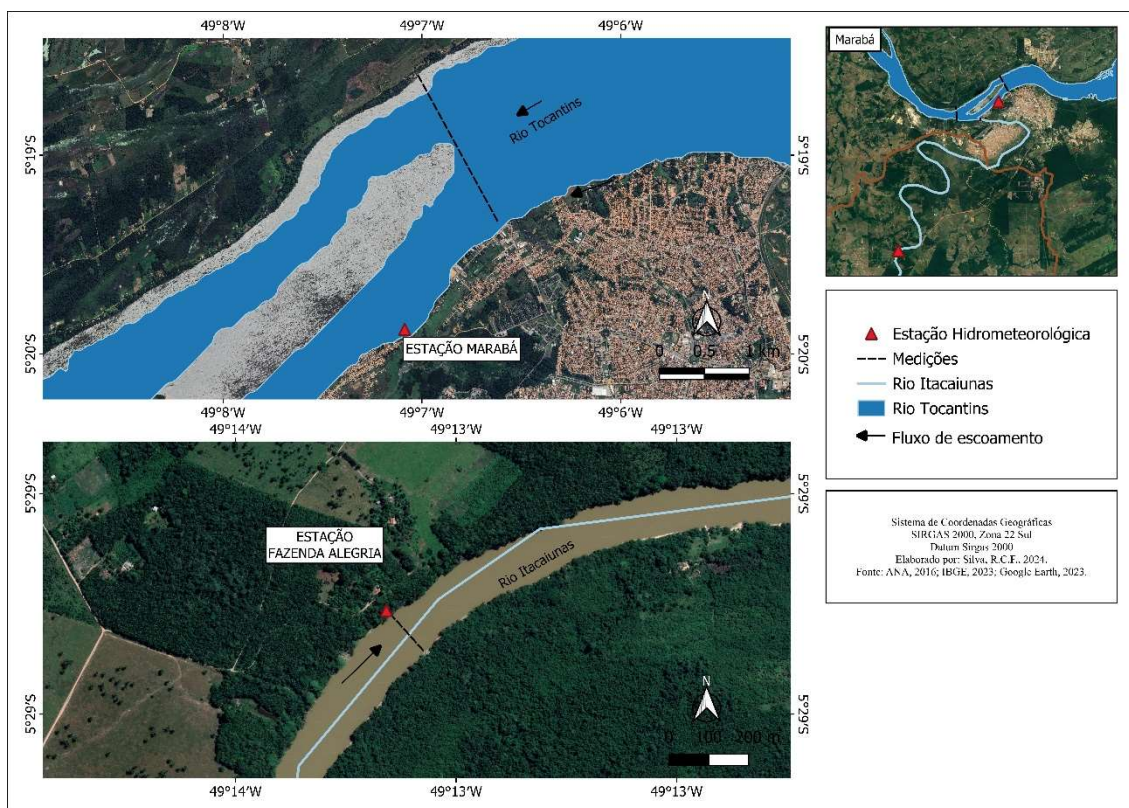 49°8'W 49°7'W 49°6'W
5°19'S 5°19'S
Rio Tocantins
N
0 0.5 1 km
ESTAÇÃO MARABÁ
5°20'S 5°20'S
49°8'W 49°7'W 49°6'W
49°14'W 49°13'W 49°13'W
5°29'S 5°29'S
ESTAÇÃO
FAZENDA ALEGRIA
Rio Itacaiunas
N
0 100 200 m
5°29'S 5°29'S
49°14'W 49°13'W 49°13'W
Marabá
Estação Hidrometeorológica
Medições
Rio Itacaiunas
Rio Tocantins
Fluxo de escoamento
Sistema de Coordenadas Geográficas
SIRGAS 2000, Zona 22 Sul
Sirgas 2000
Elaborado por: Silva, R.C.F., 2024.
Fonte: ANA, 2016; IBGE, 2023; Google Earth, 2023.